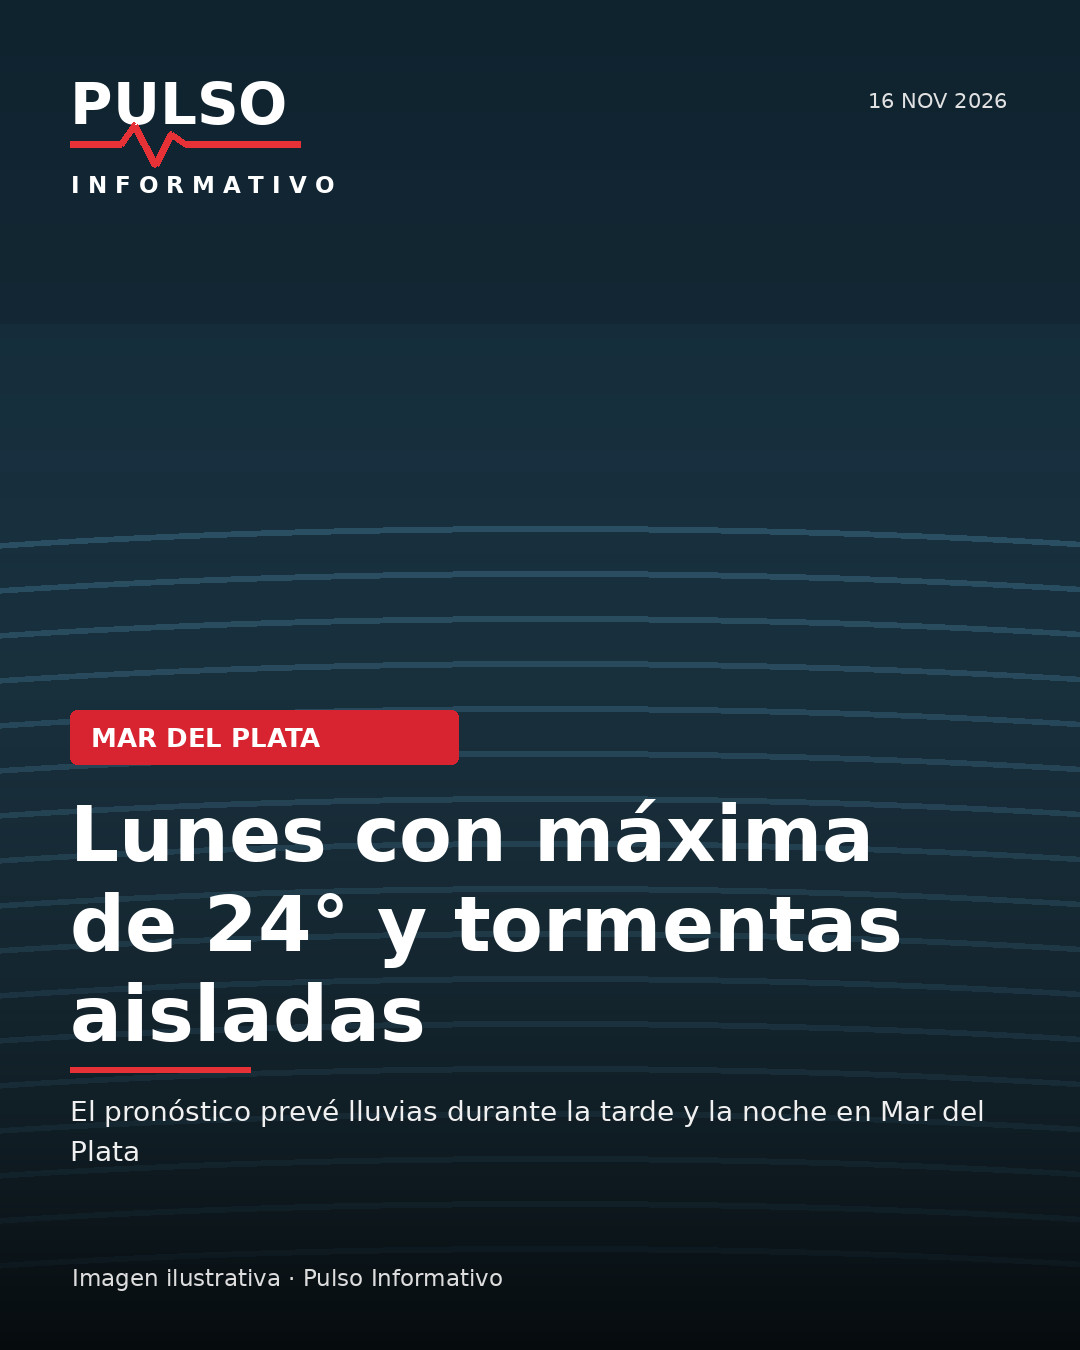 PULSO
INFORMATIVO
16 NOV 2026
MAR DEL PLATA
Lunes con máxima
de 24° y tormentas
aisladas
El pronóstico prevé lluvias durante la tarde y la noche en Mar del
Plata
Imagen ilustrativa · Pulso Informativo